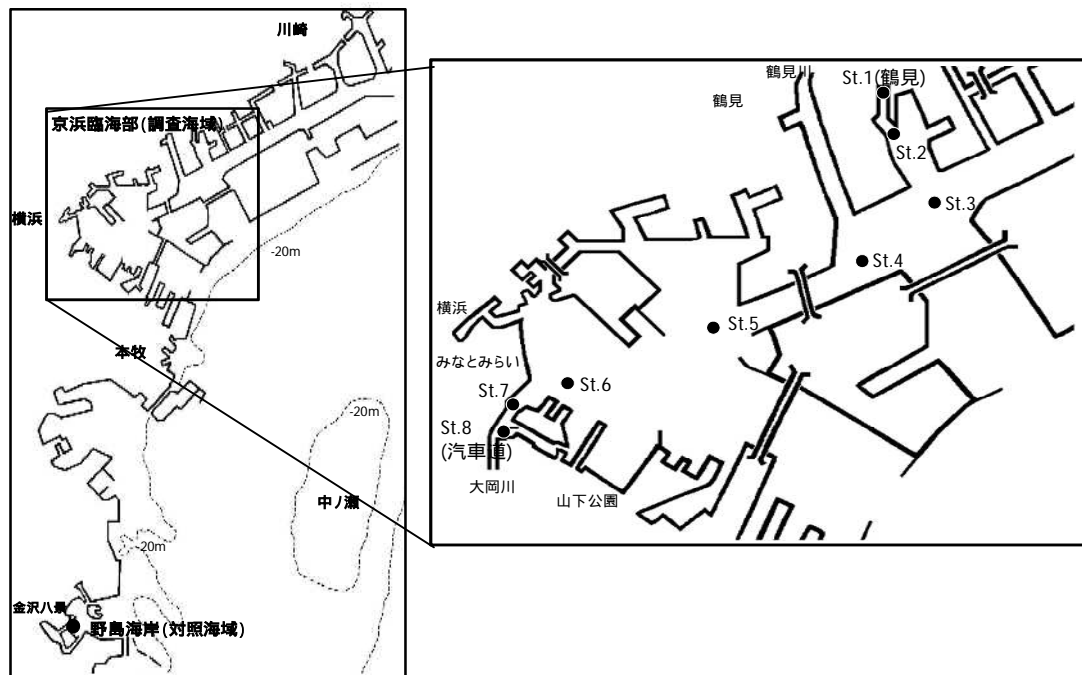 川崎
京浜臨海部(調査海域)
横浜
-20m
本牧
-20m
中ノ瀬
-20m
金沢八景
野島海岸(対照海域)
鶴見川
St.1(鶴見)
鶴見
St.2
St.3
St.4
横浜
St.5
みなとみらい
St.6
St.7
St.8
(汽車道)
大岡川
山下公園